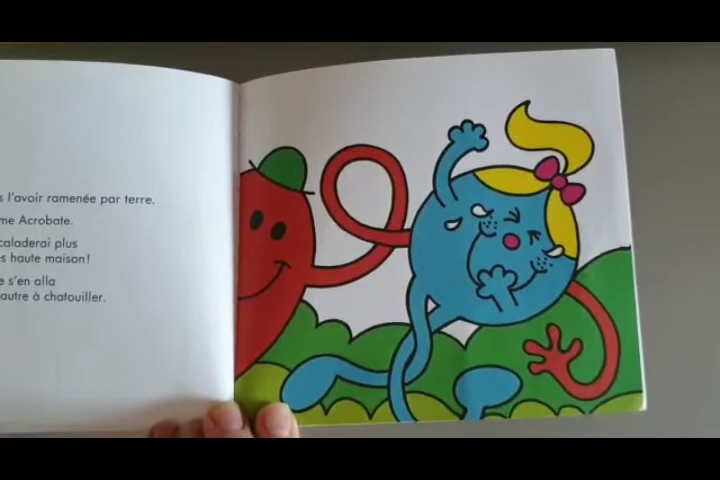 s l'avoir ramenée par terre.
me Acrobate.
caladerai plus
s haute maison!
e s'en alla
autre à chatouiller.